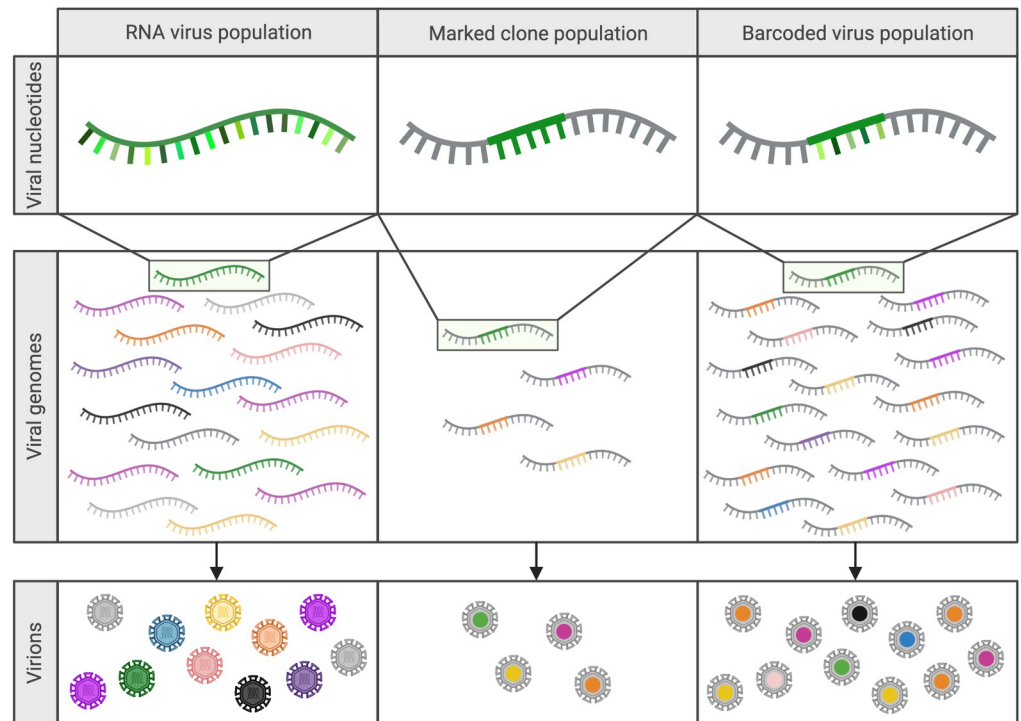 RNA virus population
Marked clone population
Barcoded virus population
Viral nucleotides
Viral genomes
Virions